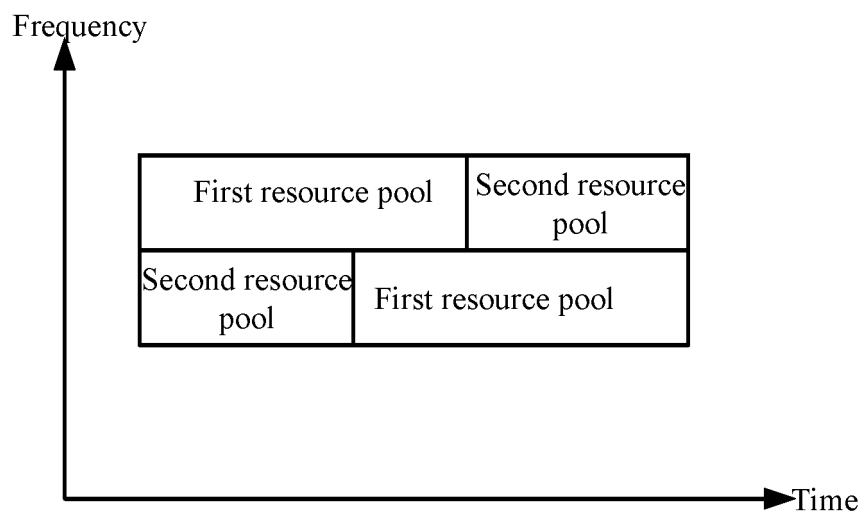 Frequency
First resource pool
Second resource
pool
Second resource
pool
First resource pool
Time